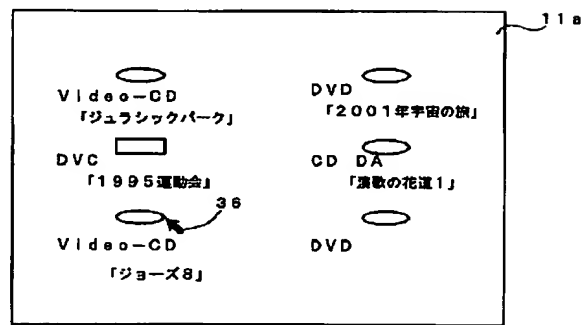 11a
Video-CD
「ジュラシックパーク」
DVD
「2001年宇宙の旅」
DVC
「1995運動会」
CD DA
「演歌の花道1」
36
Video-CD
「ジョーズ8」
DVD